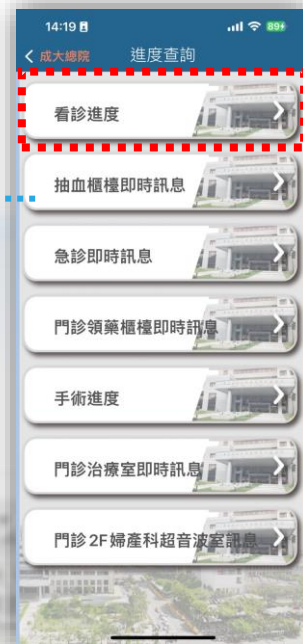 14:19
89
成大總院
進度查詢
看診進度
抽血櫃檯即時訊息
急診即時訊息
門診領藥櫃檯即時訊息
手術進度
門診治療室即時訊息
門診2F婦產科超音波室訊息